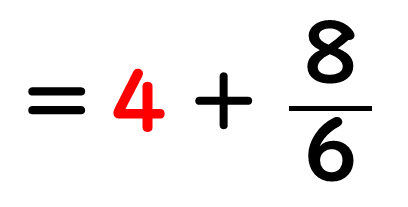 = 4 + 8/6